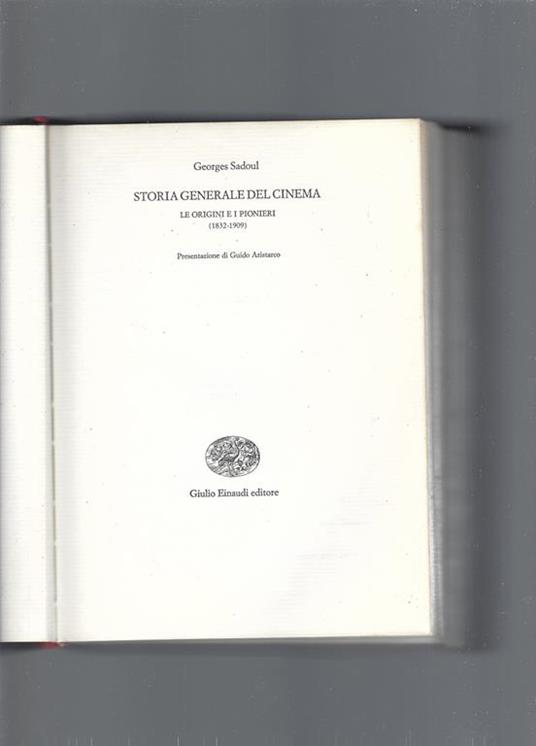 Georges Sadoul
STORIA GENERALE DEL CINEMA
LE ORIGINI E I PIONIERI
(1832-1909)
Presentazione di Guido Aristarco
Giulio Einaudi editore